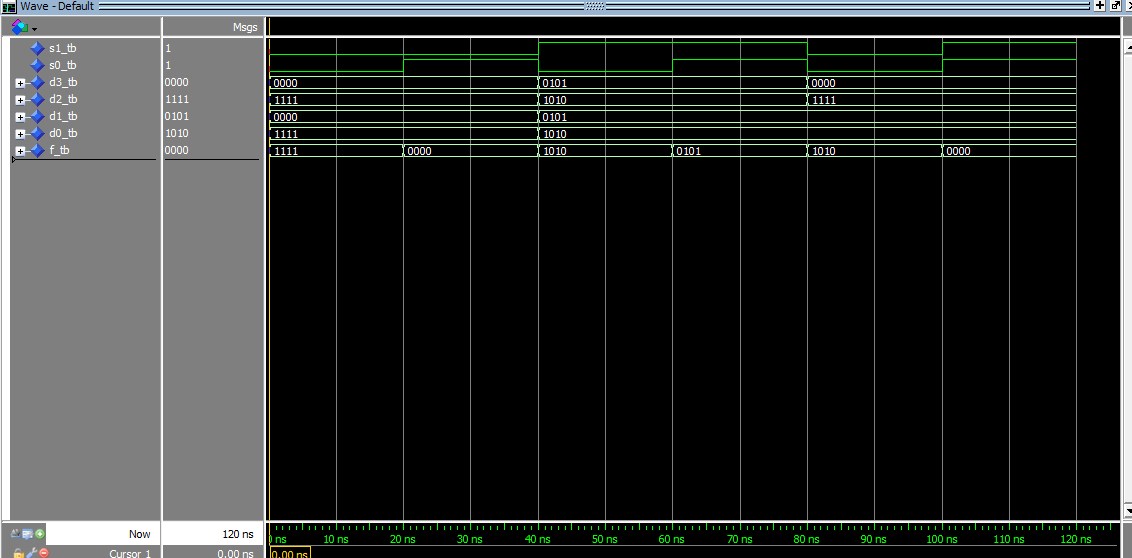 Wave - Default
Msgs
s1_tb 1
s0_tb 1
d3_tb 0000 0000 0101 0000
d2_tb 1111 1111 1010 1111
d1_tb 0101 0000 0101
d0_tb 1010 1111 1010
f_tb 0000 1111 0000 1010 0101 1010 0000
Now 120 ns ns 10 ns 20 ns 30 ns 40 ns 50 ns 60 ns 70 ns 80 ns 90 ns 100 ns 110 ns 120 ns
Cursor 1 0.00 ns 0.00 ns